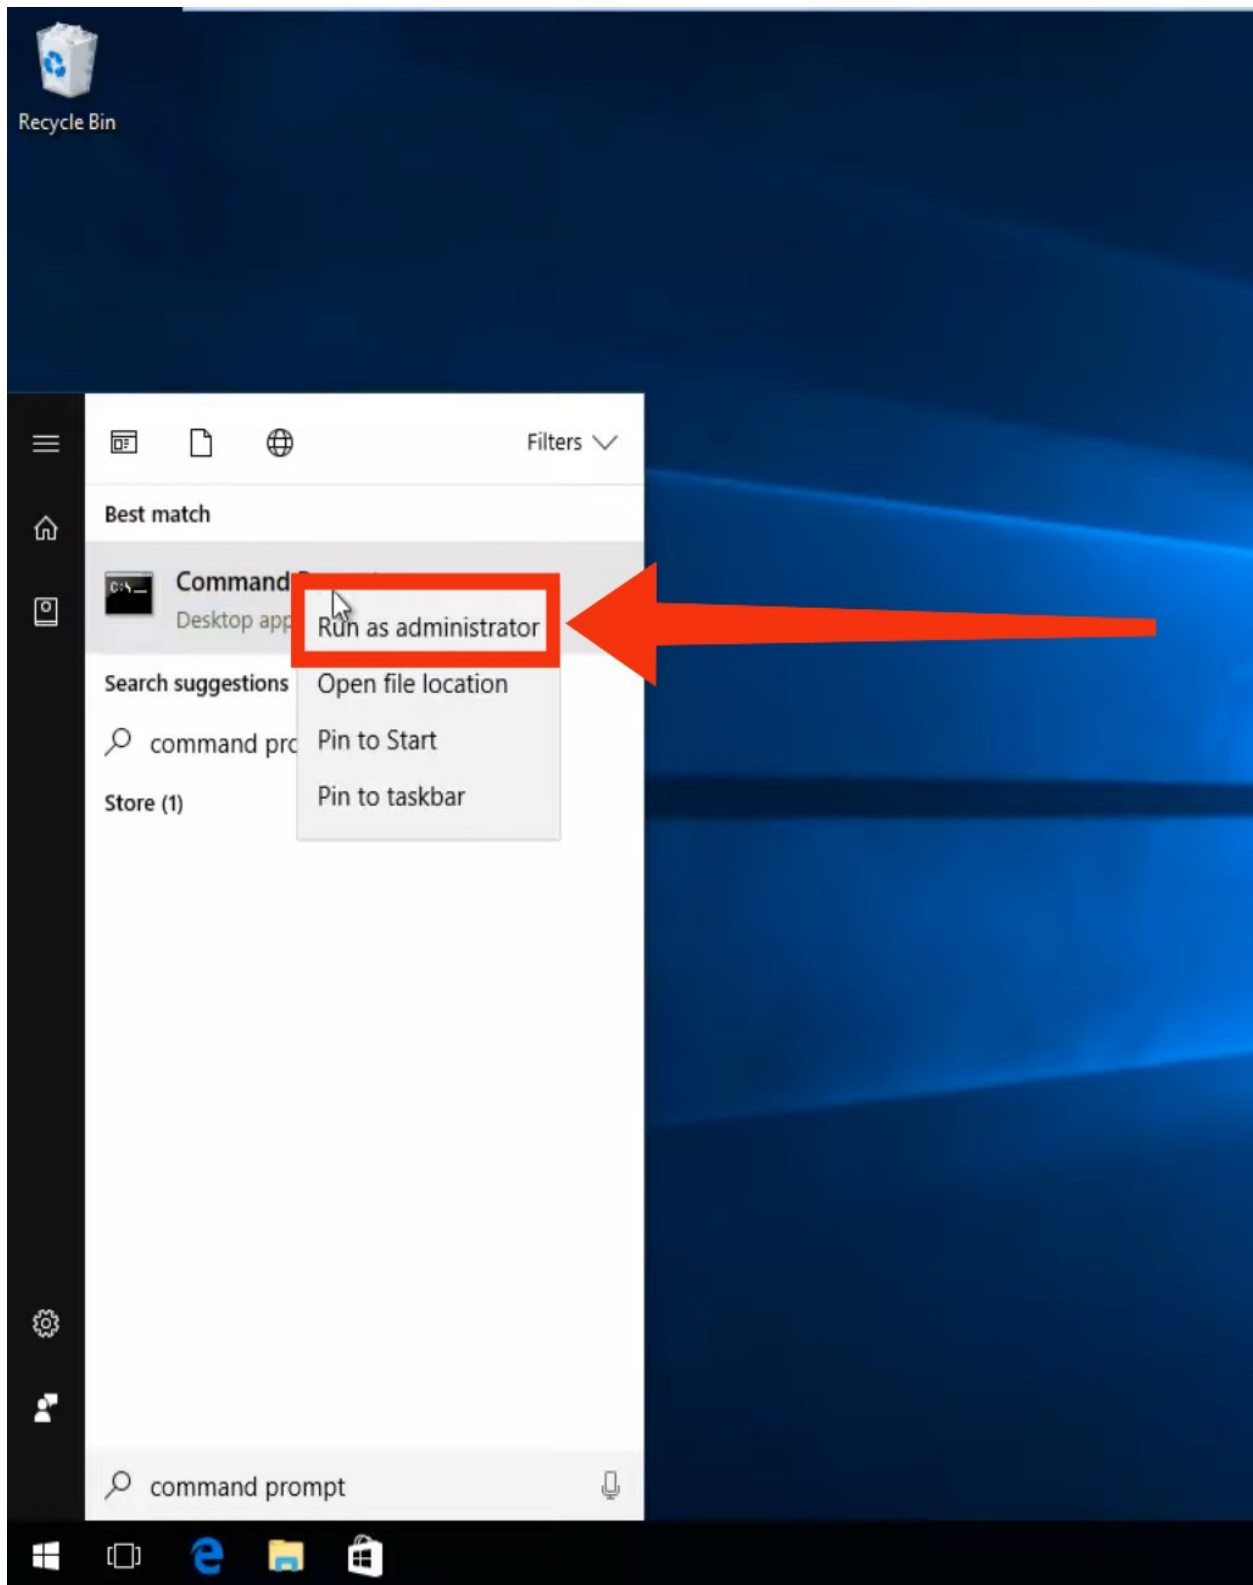 Recycle Bin
Filters
Best match
Command
Desktop app
Run as administrator
Search suggestions
Open file location
command pro
Pin to Start
Store (1)
Pin to taskbar
command prompt